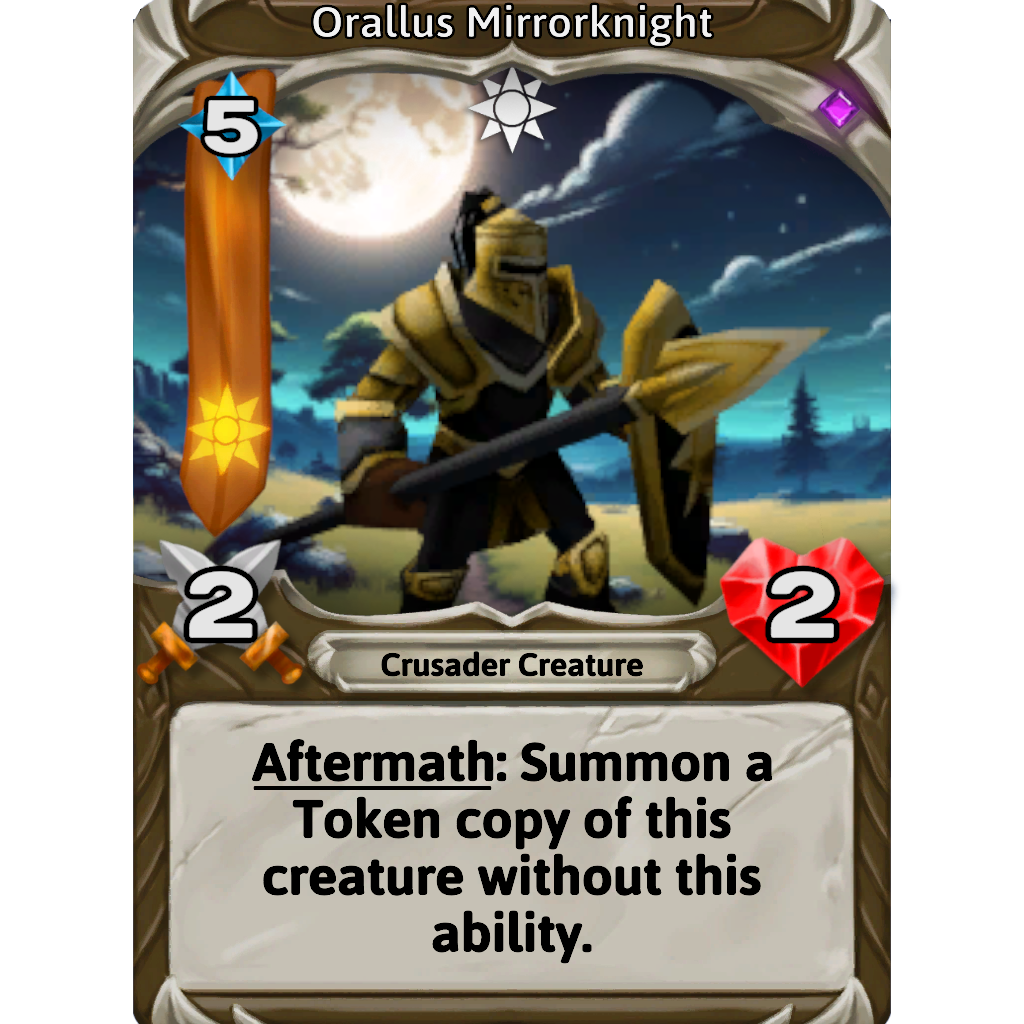 Orallus Mirrorknight
5
2
2
Crusader Creature
Aftermath: Summon a
Token copy of this
creature without this
ability.